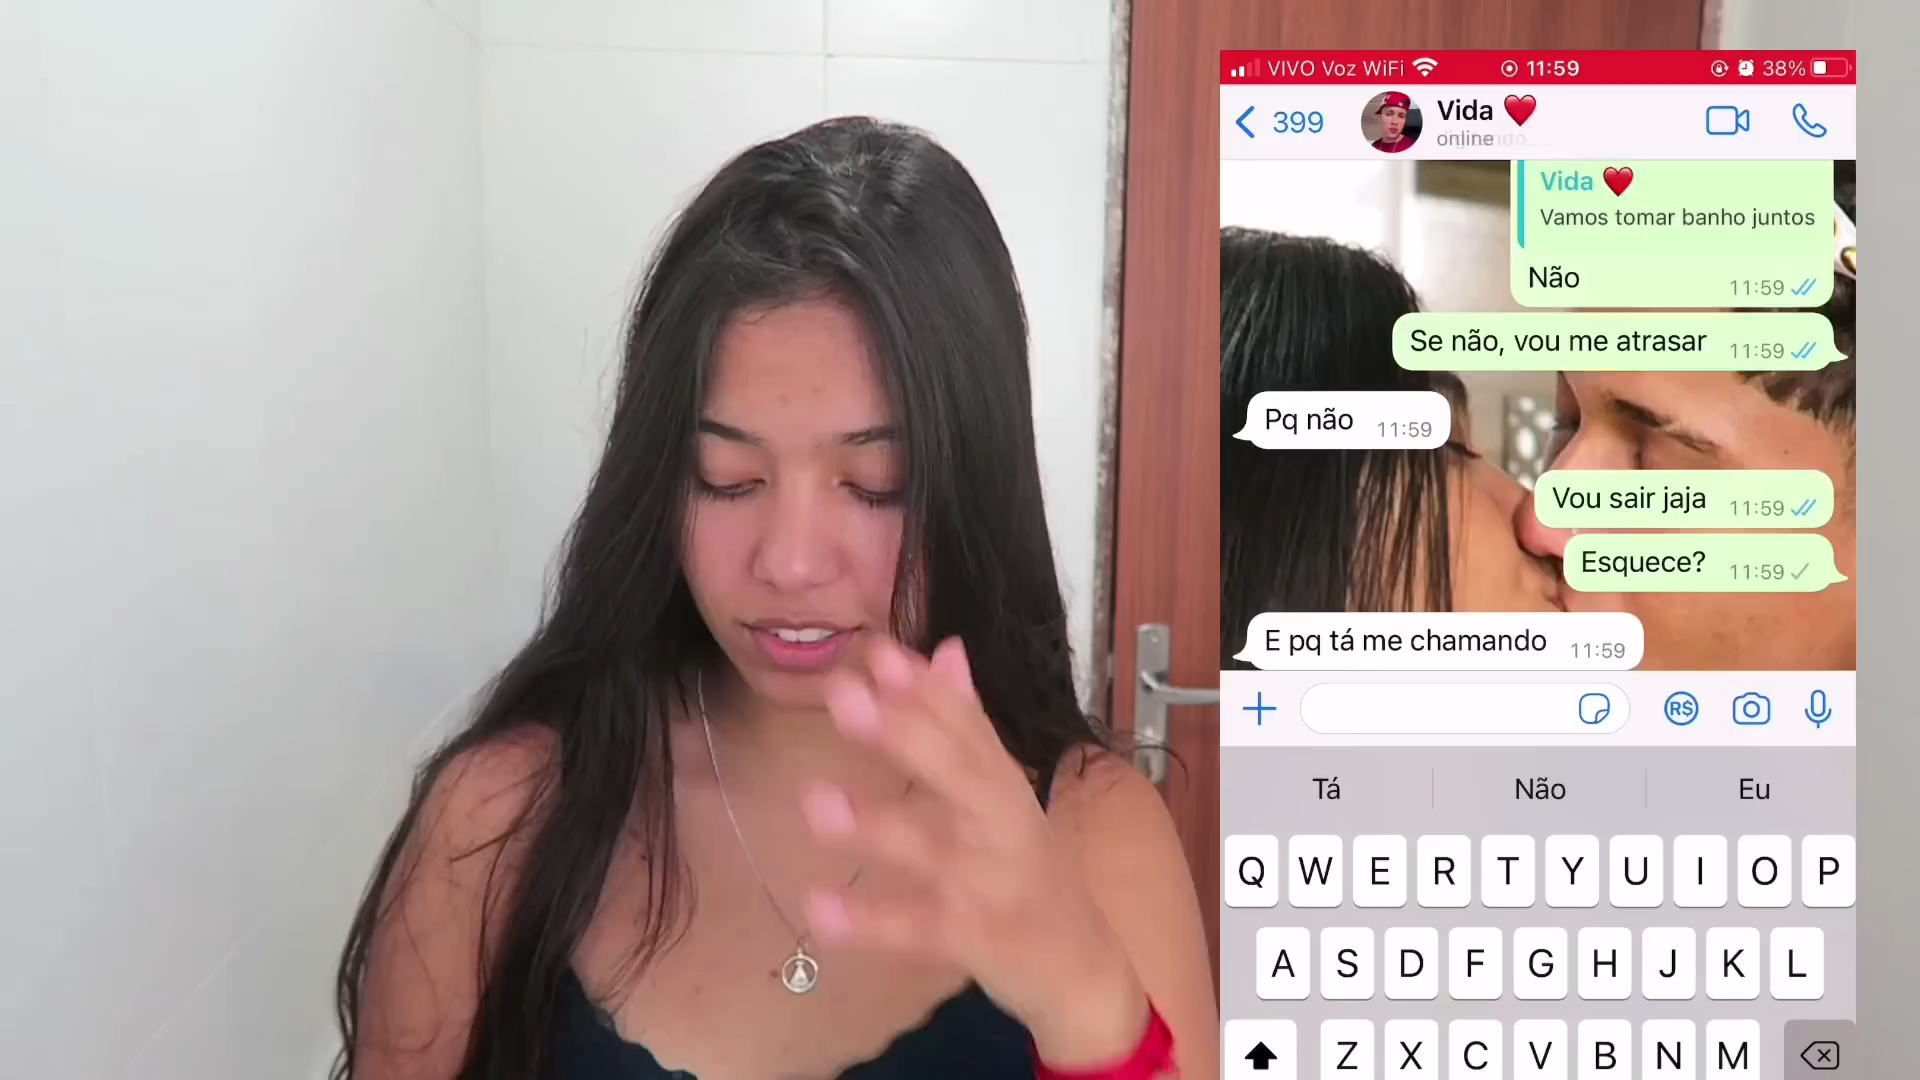 VIVO Voz WiFi 11:59 38%
399 Vida ❤️
online
Vida ❤️
Vamos tomar banho juntos
Não 11:59
Se não, vou me atrasar 11:59
Pq não 11:59
Vou sair jaja 11:59
Esquece? 11:59
E pq tá me chamando 11:59
R$
Tá Não Eu
Q W E R T Y U I O P
A S D F G H J K L
Z X C V B N M